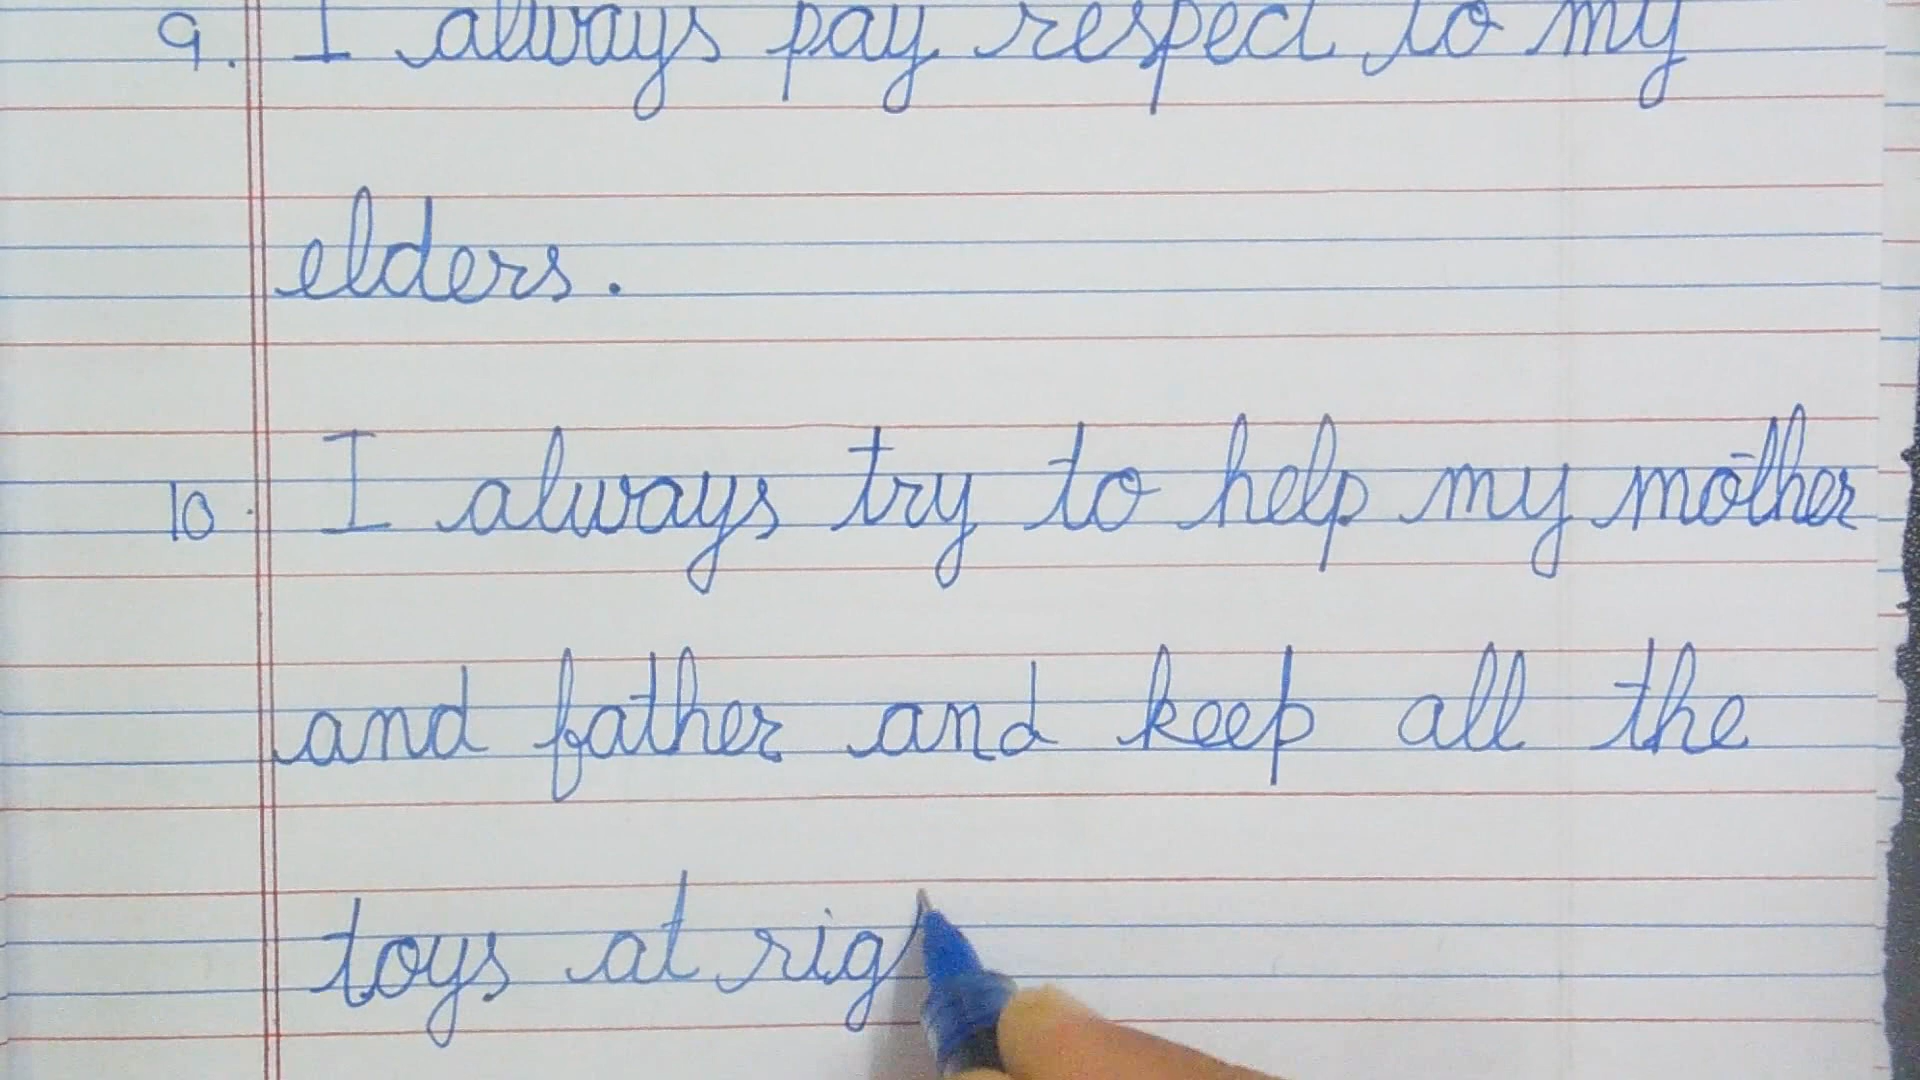 9. I always pay respect to my
elders.
10. I always try to help my mother
and father and keep all the
toys at rig